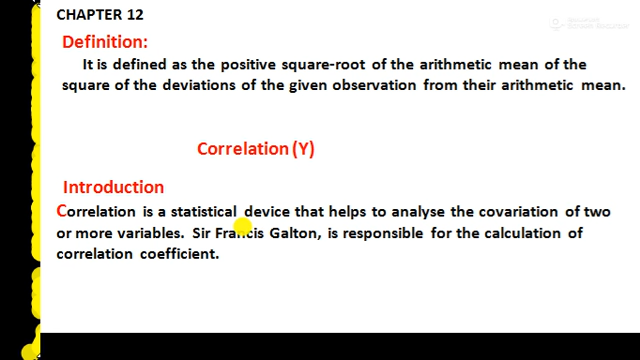 CHAPTER 12
Definition:
It is defined as the positive square-root of the arithmetic mean of the
square of the deviations of the given observation from their arithmetic mean.
Correlation (Y)
Introduction
Correlation is a statistical device that helps to analyse the covariation of two
or more variables. Sir Francis Galton, is responsible for the calculation of
correlation coefficient.